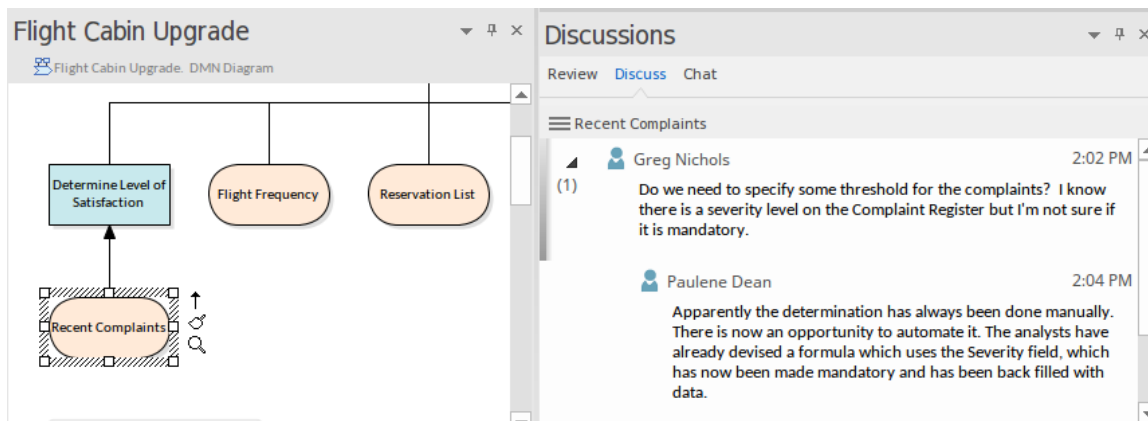 Flight Cabin Upgrade
Flight Cabin Upgrade.  DMN Diagram
Determine Level of
Satisfaction
Flight Frequency
Reservation List
Recent Complaints
Discussions
Review Discuss Chat
Recent Complaints
Greg Nichols 2:02 PM
(1)
Do we need to specify some threshold for the complaints?  I know
there is a severity level on the Complaint Register but I'm not sure if
it is mandatory.
Paulene Dean 2:04 PM
Apparently the determination has always been done manually.
There is now an opportunity to automate it. The analysts have
already devised a formula which uses the Severity field, which
has now been made mandatory and has been back filled with
data.